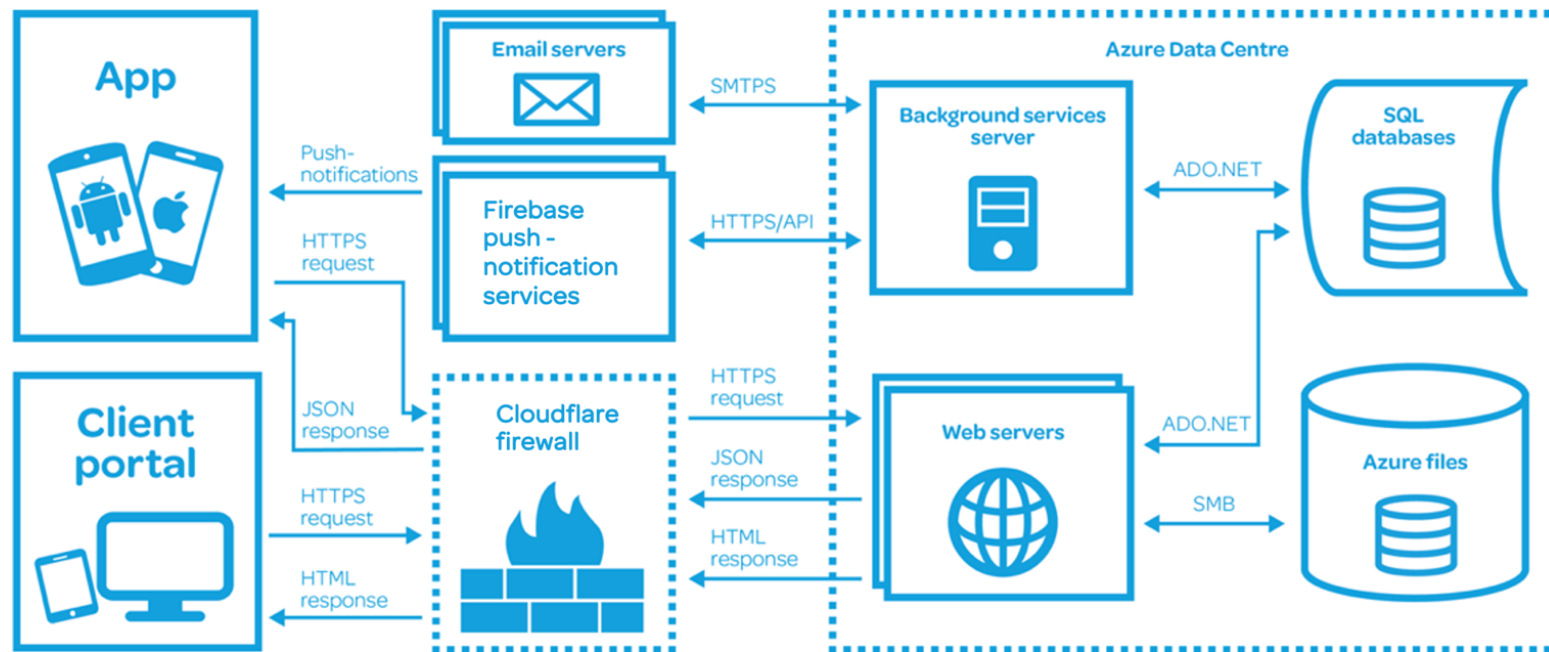 App
Email servers
Azure Data Centre
SMTPS
Background services
server
SQL
databases
Push-
notifications
ADO.NET
Firebase
push -
notification
services
HTTPS/API
HTTPS
request
HTTPS
request
JSON
response
Cloudflare
firewall
Client
portal
Web servers
ADO.NET
JSON
response
Azure files
HTTPS
request
SMB
HTML
response
HTML
response